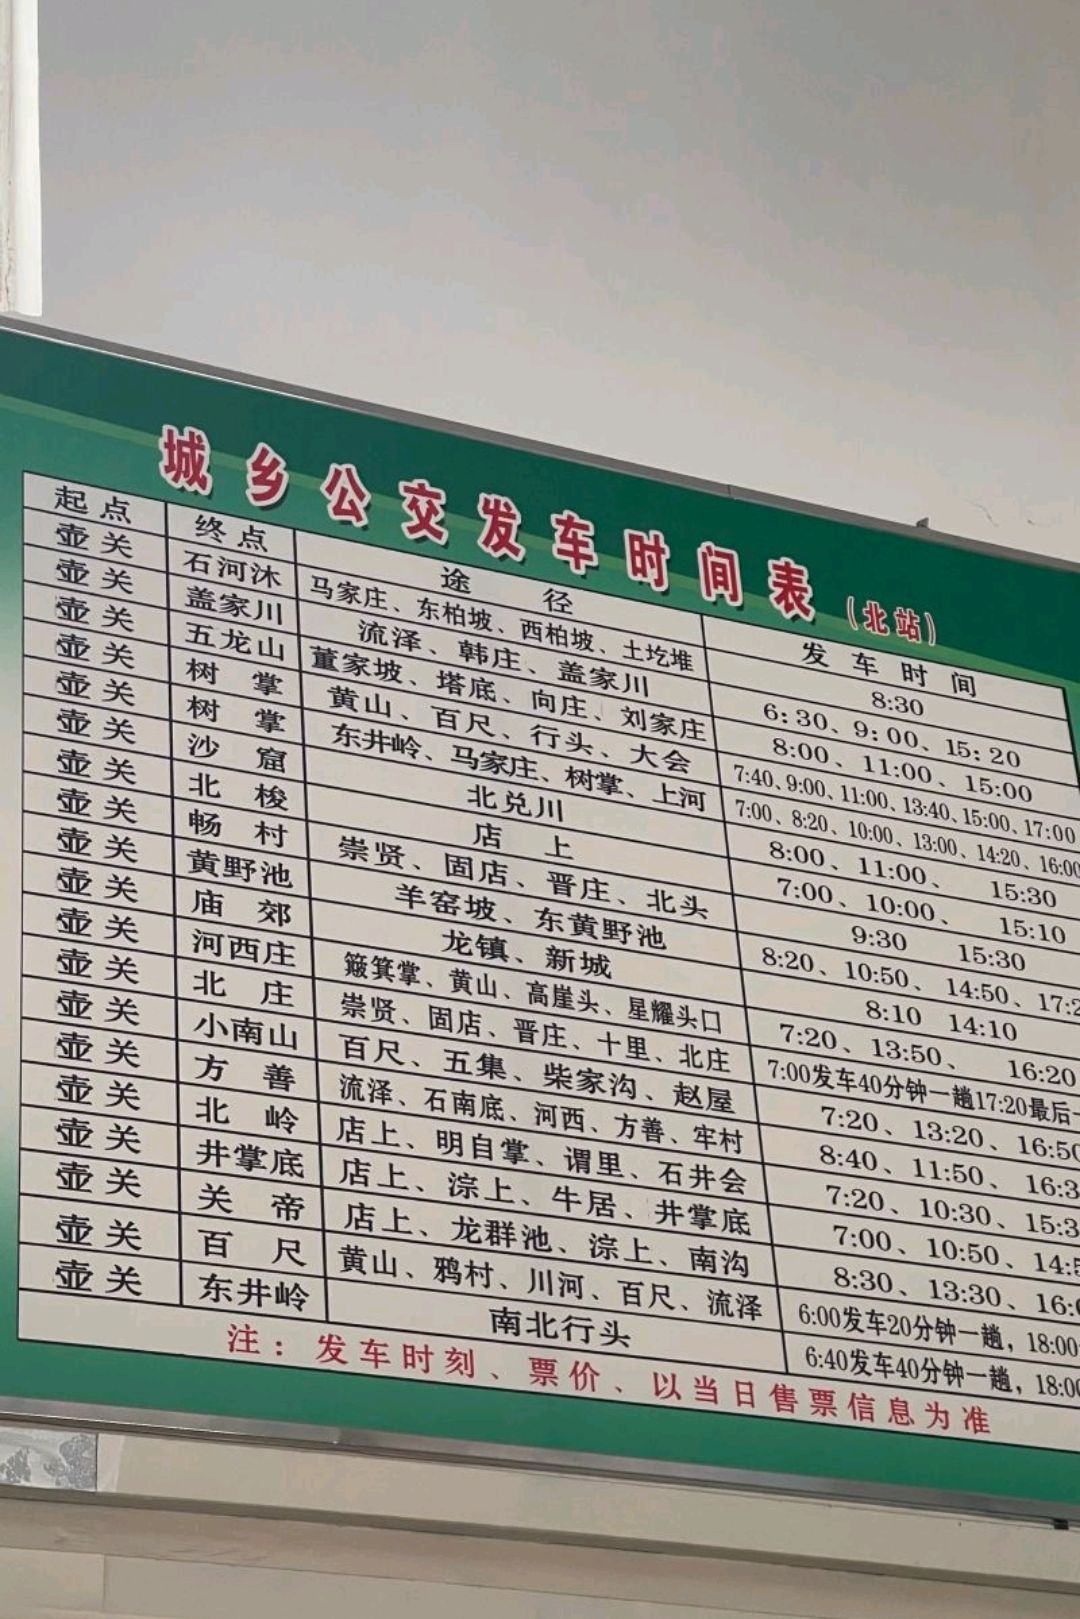 城乡公交发车时间表（北站）
起点 终点 途径 发车时间
壶关 石河沐 马家庄、东柏坡、西柏坡、土圪堆 8:30
壶关 盖家川 流泽、韩庄、盖家川 6:30、9:00、15:20
壶关 五龙山 董家坡、塔底、向庄、刘家庄 8:00、11:00、15:00
壶关 树掌 黄山、百尺、行头、大会 7:40、9:00、11:00、13:40、15:00、17:00
壶关 树掌 东井岭、马家庄、树掌、上河 7:00、8:20、10:00、13:00、14:20、16:00
壶关 沙窟 北兑川 8:00、11:00、15:30
壶关 北梭 店上 7:00、10:00、15:10
壶关 畅村 崇贤、固店、晋庄、北头 9:30 15:30
壶关 黄野池 羊窑坡、东黄野池 8:20、10:50、14:50、17:2
壶关 庙郊 龙镇、新城 8:10 14:10
壶关 河西庄 簸箕掌、黄山、高崖头、星耀头口 7:20、13:50、16:20
壶关 北庄 崇贤、固店、晋庄、十里、北庄 7:00发车40分钟一趟17:20最后一
壶关 小南山 百尺、五集、柴家沟、赵屋 7:20、13:20、16:50
壶关 方善 流泽、石南底、河西、方善、牢村 8:40、11:50、16:3
壶关 北岭 店上、明自掌、谓里、石井会 7:20、10:30、15:3
壶关 井掌底 店上、淙上、牛居、井掌底 7:00、10:50、14:5
壶关 关帝 店上、龙群池、淙上、南沟 8:30、13:30、16:0
壶关 百尺 黄山、鸦村、川河、百尺、流泽 6:00发车20分钟一趟，18:00
壶关 东井岭 南北行头 6:40发车40分钟一趟，18:00
注：发车时刻、票价、以当日售票信息为准